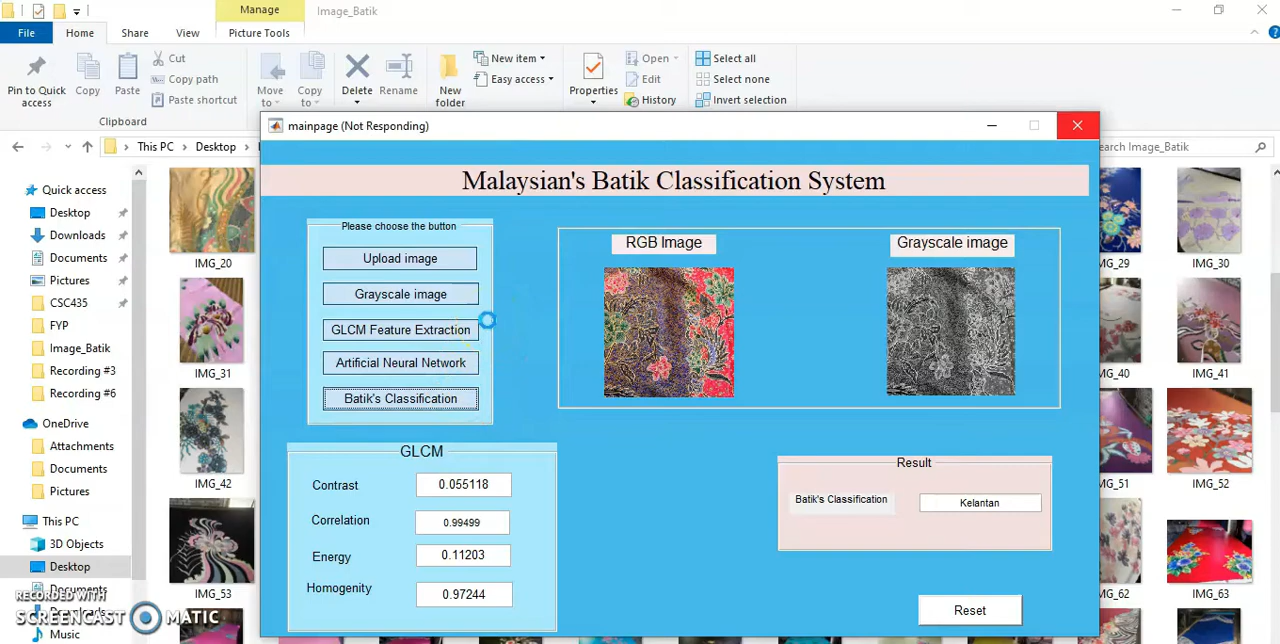 Manage
Image_Batik
File
Home
Share
View
Picture Tools
Pin to Quick access
Copy
Paste
Cut
Copy path
Paste shortcut
Clipboard
Move to
Copy to
Delete
Rename
New folder
New item
Easy access
Properties
Open
Edit
History
Select all
Select none
Invert selection
This PC
Desktop
Search Image_Batik
Quick access
Desktop
Downloads
Documents
Pictures
CSC435
FYP
Image_Batik
Recording #3
Recording #6
OneDrive
Attachments
Documents
Pictures
This PC
3D Objects
Desktop
Documents
Music
IMG_20
IMG_31
IMG_42
IMG_53
mainpage (Not Responding)
Malaysian's Batik Classification System
Please choose the button
Upload image
Grayscale image
GLCM Feature Extraction
Artificial Neural Network
Batik's Classification
RGB Image
Grayscale image
GLCM
Contrast 0.055118
Correlation 0.99499
Energy 0.11203
Homogenity 0.97244
Result
Batik's Classification Kelantan
Reset
IMG_29
IMG_30
IMG_40
IMG_41
IMG_51
IMG_52
IMG_62
IMG_63
RECORDED WITH
SCREENCAST MATIC